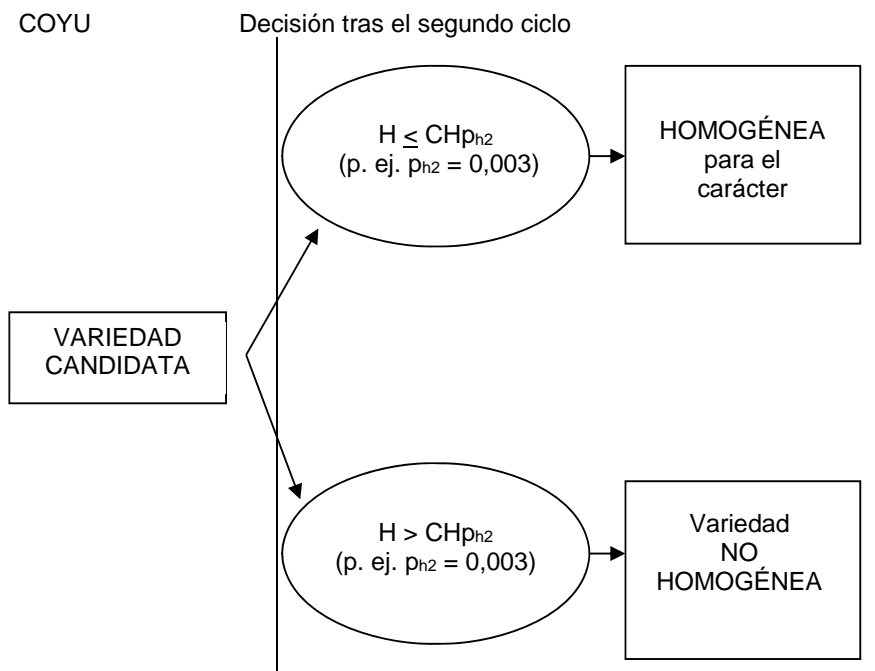 COYU
Decisión tras el segundo ciclo
H ≤ CHpₕ₂
(p. ej. pₕ₂ = 0,003)
HOMOGÉNEA
para el
carácter
VARIEDAD
CANDIDATA
H > CHpₕ₂
(p. ej. pₕ₂ = 0,003)
Variedad
NO
HOMOGÉNEA